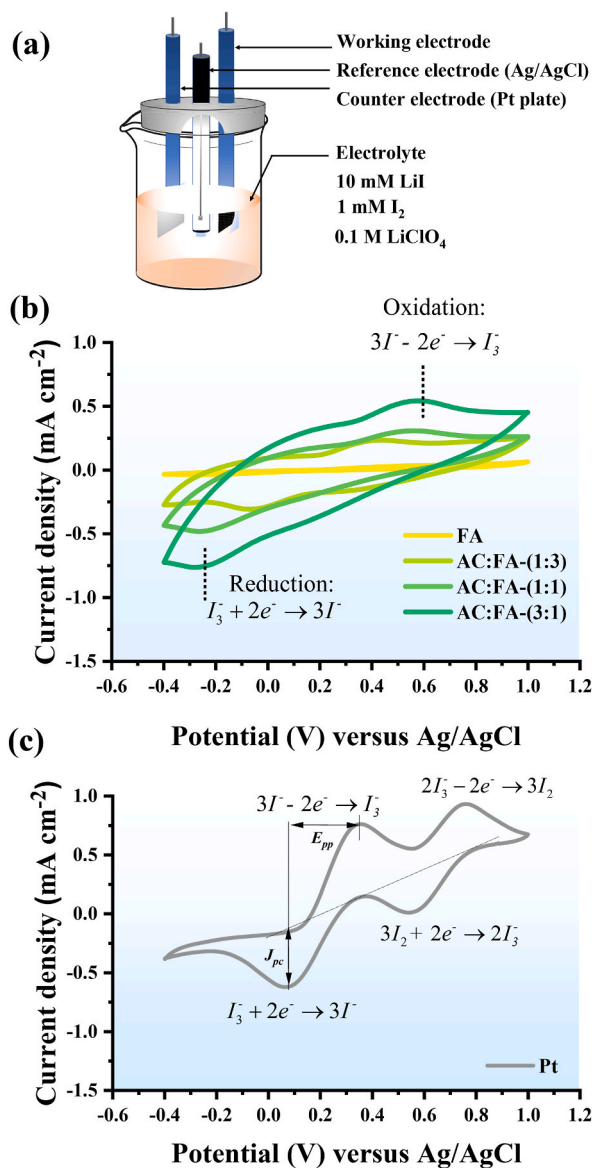 (a)
Working electrode
Reference electrode (Ag/AgCl)
Counter electrode (Pt plate)
Electrolyte
10 mM LiI
1 mM I₂
0.1 M LiClO₄
(b)
Oxidation:
3I⁻ - 2e⁻ → I₃⁻
Current density (mA cm⁻²)
1.0
0.5
0.0
-0.5
-1.0
-1.5
FA
AC:FA-(1:3)
AC:FA-(1:1)
AC:FA-(3:1)
Reduction:
I₃⁻ + 2e⁻ → 3I⁻
-0.6 -0.4 -0.2 0.0 0.2 0.4 0.6 0.8 1.0 1.2
Potential (V) versus Ag/AgCl
(c)
Current density (mA cm⁻²)
1.0
0.5
0.0
-0.5
-1.0
-1.5
2I₃⁻ − 2e⁻ → 3I₂
3I⁻ - 2e⁻ → I₃⁻
Epp
3I₂ + 2e⁻ → 2I₃⁻
Jpc
I₃⁻ + 2e⁻ → 3I⁻
Pt
-0.6 -0.4 -0.2 0.0 0.2 0.4 0.6 0.8 1.0 1.2
Potential (V) versus Ag/AgCl